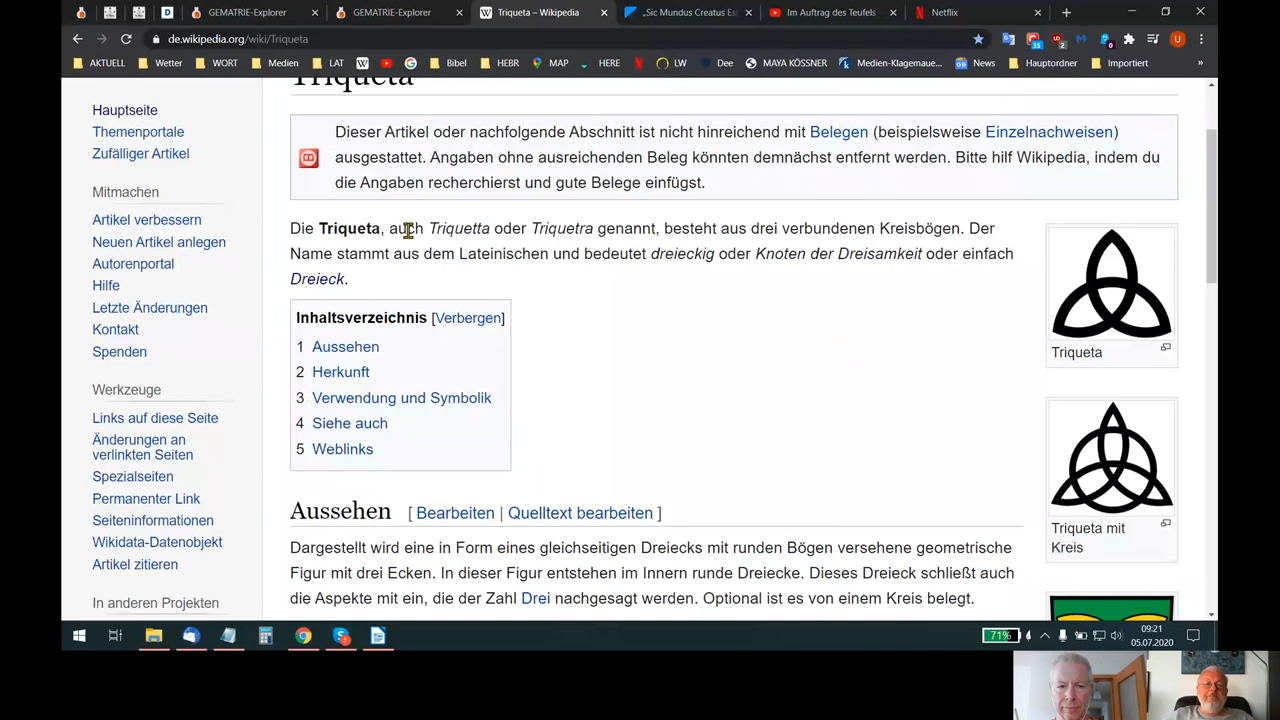 GEMATRIE-Explorer
GEMATRIE-Explorer
Triqueta – Wikipedia
„Sic Mundus Creatus Es
Im Auftrag des Teufels
Netflix
de.wikipedia.org/wiki/Triqueta
AKTUELL
Wetter
WORT
Medien
LAT
Bibel
HEBR
MAP
HERE
LW
Dee
MAYA KÖSSNER
Medien-Klagemaue...
News
Hauptordner
Importiert
»
Triqueta
Hauptseite
Themenportale
Zufälliger Artikel
Mitmachen
Artikel verbessern
Neuen Artikel anlegen
Autorenportal
Hilfe
Letzte Änderungen
Kontakt
Spenden
Werkzeuge
Links auf diese Seite
Änderungen an
verlinkten Seiten
Spezialseiten
Permanenter Link
Seiteninformationen
Wikidata-Datenobjekt
Artikel zitieren
In anderen Projekten
Dieser Artikel oder nachfolgende Abschnitt ist nicht hinreichend mit Belegen (beispielsweise Einzelnachweisen)
ausgestattet. Angaben ohne ausreichenden Beleg könnten demnächst entfernt werden. Bitte hilf Wikipedia, indem du
die Angaben recherchierst und gute Belege einfügst.
Die Triqueta, auch Triquetta oder Triquetra genannt, besteht aus drei verbundenen Kreisbögen. Der
Name stammt aus dem Lateinischen und bedeutet dreieckig oder Knoten der Dreisamkeit oder einfach
Dreieck.
Inhaltsverzeichnis [Verbergen]
1 Aussehen
2 Herkunft
3 Verwendung und Symbolik
4 Siehe auch
5 Weblinks
Aussehen [ Bearbeiten | Quelltext bearbeiten ]
Dargestellt wird eine in Form eines gleichseitigen Dreiecks mit runden Bögen versehene geometrische
Figur mit drei Ecken. In dieser Figur entstehen im Innern runde Dreiecke. Dieses Dreieck schließt auch
die Aspekte mit ein, die der Zahl Drei nachgesagt werden. Optional ist es von einem Kreis belegt.
Triqueta
Triqueta mit
Kreis
71%
09:21
05.07.2020